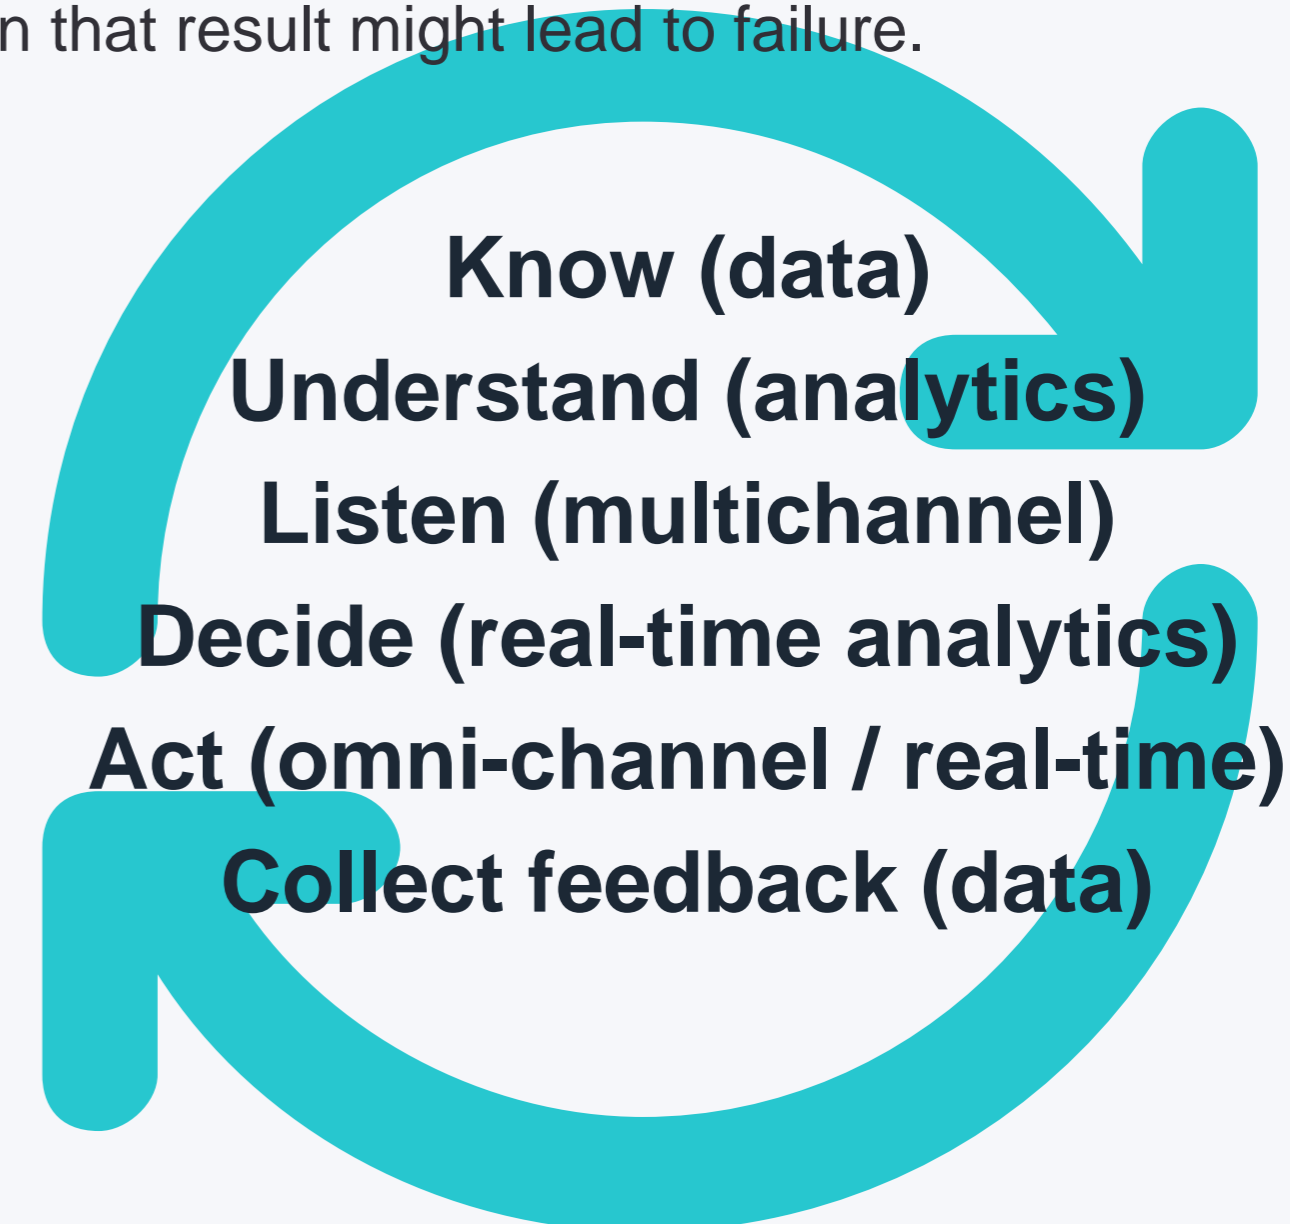 n that result might lead to failure.
Know (data)
Understand (analytics)
Listen (multichannel)
Decide (real-time analytics)
Act (omni-channel / real-time)
Collect feedback (data)